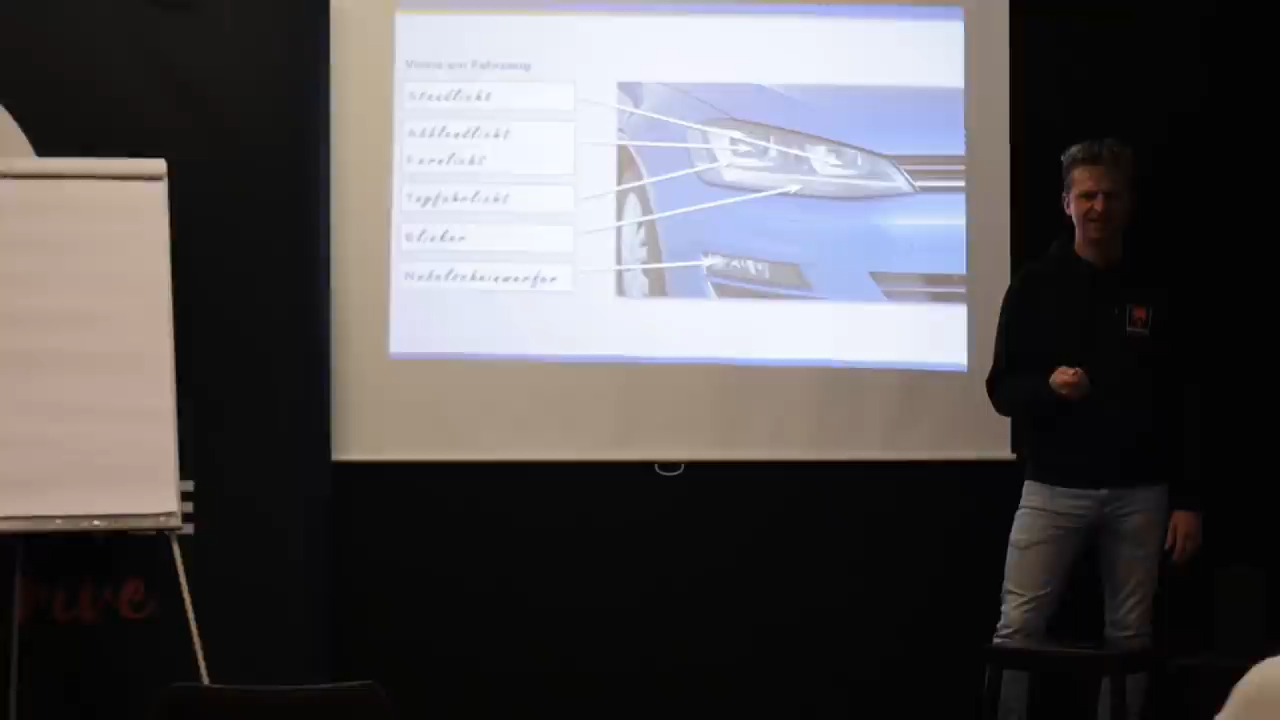 Vorne am Fahrzeug
Standlicht
Abblendlicht
Fernlicht
Tagfahrlicht
Blinker
Nebelscheinwerfer